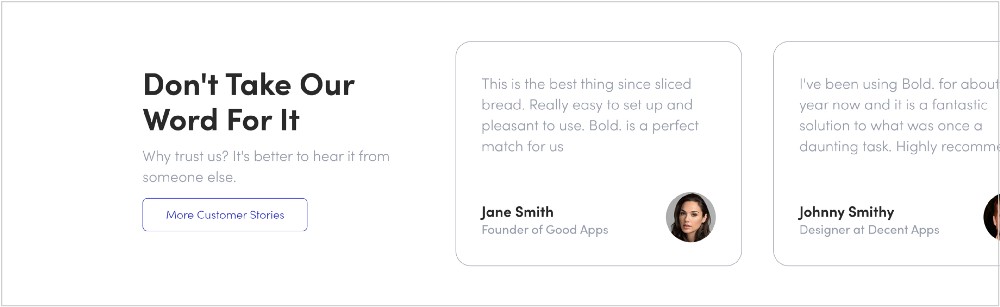 Don't Take Our
Word For It
Why trust us? It's better to hear it from
someone else.
More Customer Stories
This is the best thing since sliced
bread. Really easy to set up and
pleasant to use. Bold. is a perfect
match for us
Jane Smith
Founder of Good Apps
I've been using Bold. for about
year now and it is a fantastic
solution to what was once a
daunting task. Highly
Johnny Smithy
Designer at Decent Apps